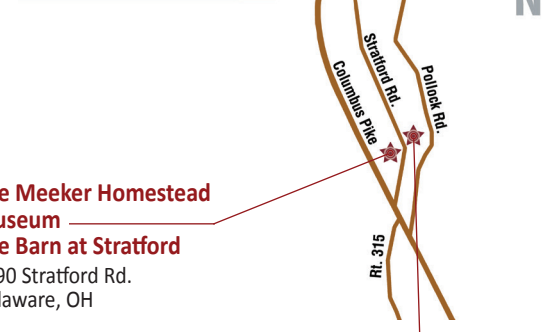 N
Stratford Rd.
Pollock Rd.
Columbus Pike
e Meeker Homestead
useum
e Barn at Stratford
90 Stratford Rd.
laware, OH
Rt. 315